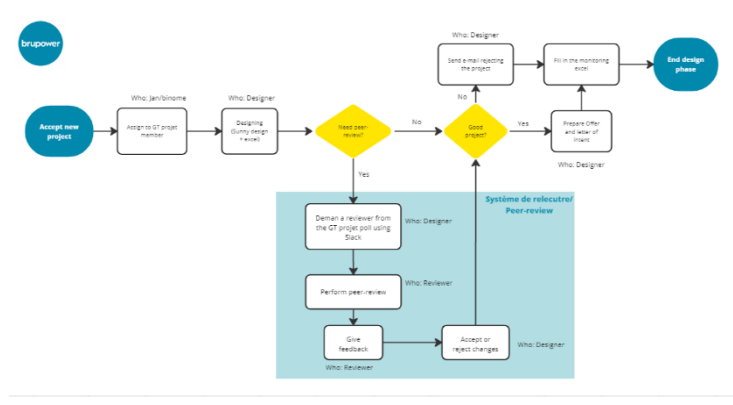 brupower
Who: Designer
Send e-mail rejecting
the project
Fill in the monitoring
excel
End design
phase
Who: Jan/binome
Who: Designer
No
Accept new
project
Assign to GT projet
member
Designing
(Sunny design
+ excel)
Need peer-
review?
No
Good
project?
Yes
Prepare Offer
and letter of
intent
Who: Designer
Yes
Système de relecutro/
Peer-review
Deman a reviewer from
the GT projet poll using
Slack
Who: Designer
Perform peer-review
Who: Reviewer
Give
feedback
Accept or
reject changes
Who: Designer
Who: Reviewer